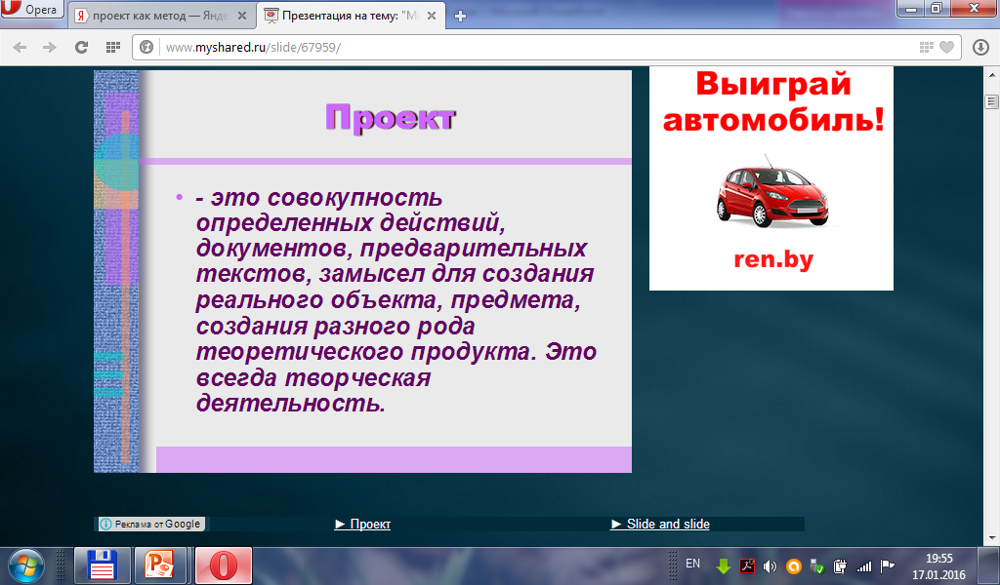 Opera
проект как метод — Янде
Презентация на тему: "М
www.myshared.ru/slide/67959/
Проект
• - это совокупность
определенных действий,
документов, предварительных
текстов, замысел для создания
реального объекта, предмета,
создания разного рода
теоретического продукта. Это
всегда творческая
деятельность.
Выиграй
автомобиль!
ren.by
Реклама от Google
► Проект
► Slide and slide
EN
19:55
17.01.2016